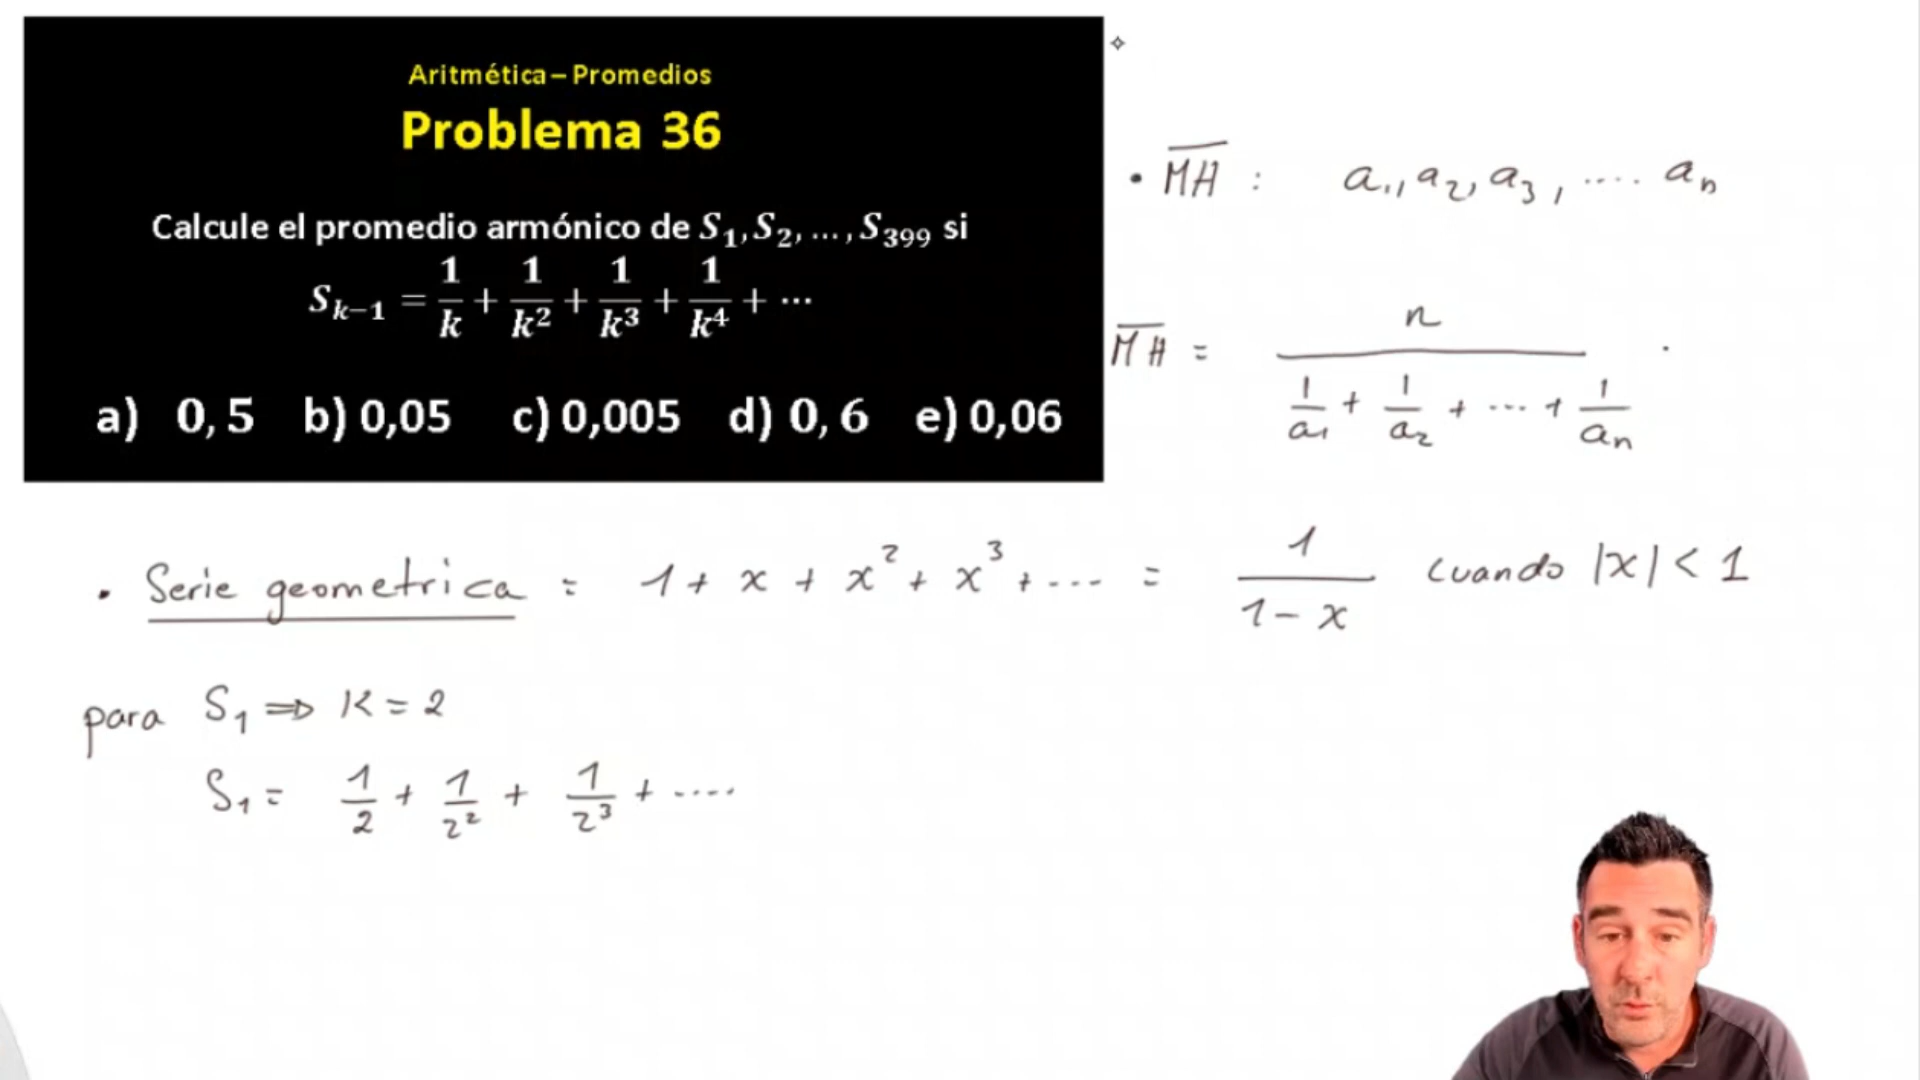 Aritmética – Promedios
Problema 36
Calcule el promedio armónico de S₁, S₂, ..., S₃₉₉ si
Sₖ₋₁ = 1/k + 1/k² + 1/k³ + 1/k⁴ + ···
a) 0, 5 b) 0,05 c) 0,005 d) 0, 6 e) 0,06
• M̅H̅ : a₁, a₂, a₃, .... aₙ
M̅H̅ = n / (1/a₁ + 1/a₂ + ... + 1/aₙ) .
• Serie geometrica = 1 + x + x² + x³ + ... = 1/(1 - x) cuando |x| < 1
para S₁ ⇒ K = 2
S₁ = 1/2 + 1/2² + 1/2³ + ....